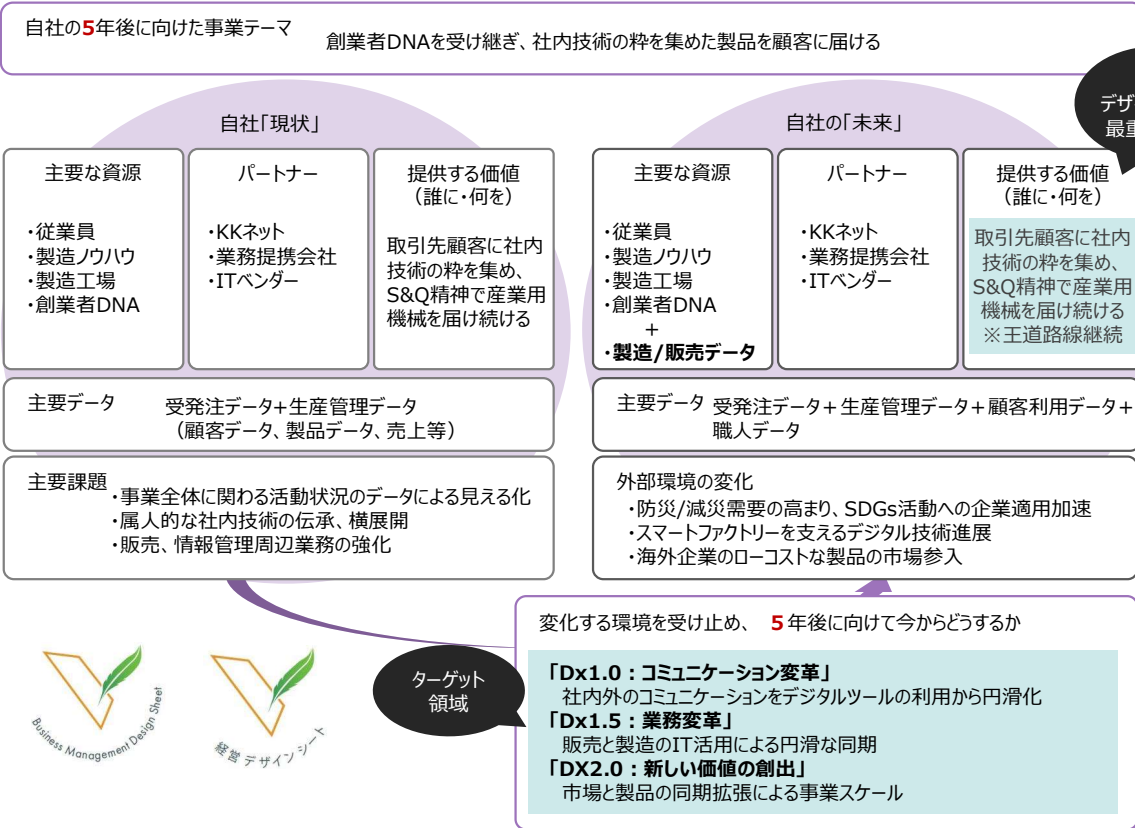 自社の5年後に向けた事業テーマ
創業者DNAを受け継ぎ、社内技術の粋を集めた製品を顧客に届ける
自社「現状」
主要な資源
・従業員
・製造ノウハウ
・製造工場
・創業者DNA
パートナー
・KKネット
・業務提携会社
・ITベンダー
提供する価値
（誰に・何を）
取引先顧客に社内
技術の粋を集め、
S&Q精神で産業用
機械を届け続ける
主要データ
受発注データ+生産管理データ
（顧客データ、製品データ、売上等）
主要課題
・事業全体に関わる活動状況のデータによる見える化
・属人的な社内技術の伝承、横展開
・販売、情報管理周辺業務の強化
自社の「未来」
デザ
最重
主要な資源
・従業員
・製造ノウハウ
・製造工場
・創業者DNA
+
・製造/販売データ
パートナー
・KKネット
・業務提携会社
・ITベンダー
提供する価値
（誰に・何を）
取引先顧客に社内
技術の粋を集め、
S&Q精神で産業用
機械を届け続ける
※王道路線継続
主要データ
受発注データ＋生産管理データ＋顧客利用データ＋
職人データ
外部環境の変化
・防災/減災需要の高まり、SDGs活動への企業適用加速
・スマートファクトリーを支えるデジタル技術進展
・海外企業のローコストな製品の市場参入
変化する環境を受け止め、 5年後に向けて今からどうするか
ターゲット
領域
「Dx1.0：コミュニケーション変革」
社内外のコミュニケーションをデジタルツールの利用から円滑化
「Dx1.5：業務変革」
販売と製造のIT活用による円滑な同期
「DX2.0：新しい価値の創出」
市場と製品の同期拡張による事業スケール
Business Management Design Sheet
経営デザインシート